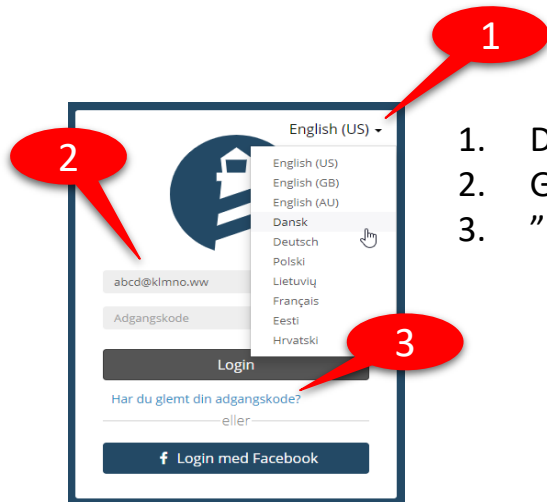 1
English (US)
2
English (US)
English (GB)
English (AU)
Dansk
Deutsch
Polski
Lietuvių
Français
Eesti
Hrvatski
abcd@klmno.ww
Adgangskode
3
Login
Har du glemt din adgangskode?
eller
f Login med Facebook
1. D
2. G
3. ”